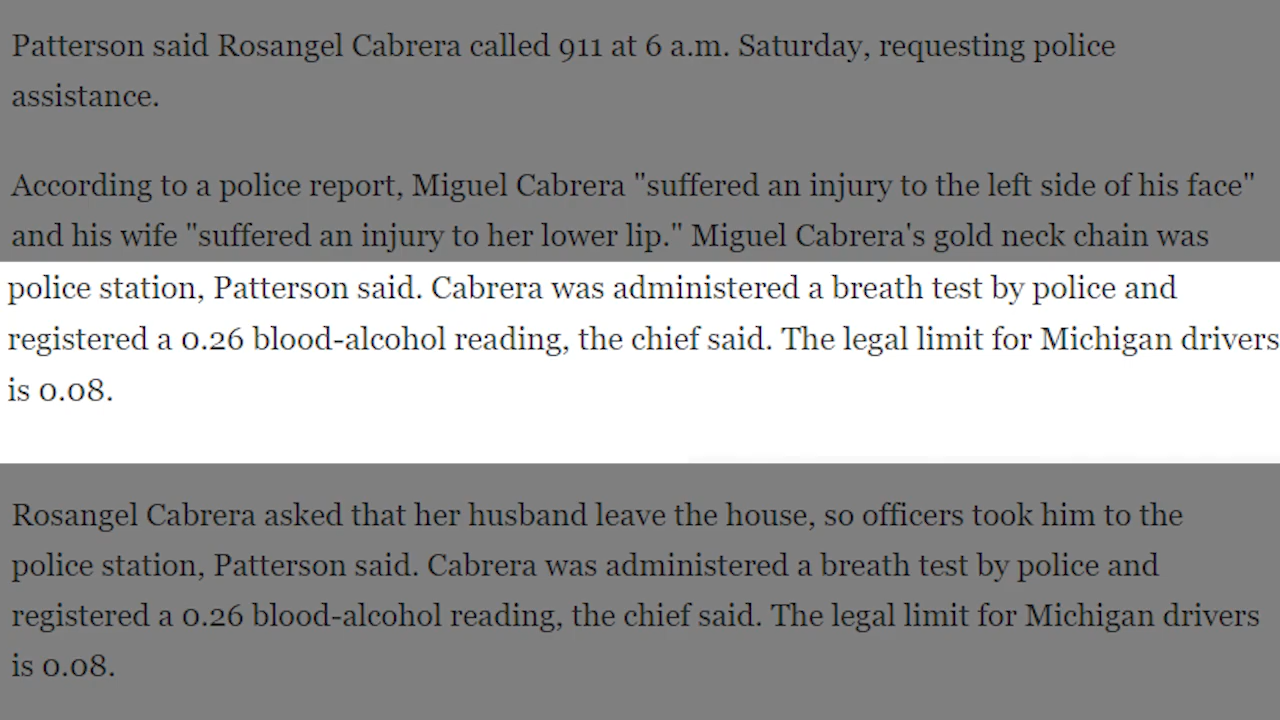 Patterson said Rosangel Cabrera called 911 at 6 a.m. Saturday, requesting police
assistance.
According to a police report, Miguel Cabrera "suffered an injury to the left side of his face"
and his wife "suffered an injury to her lower lip." Miguel Cabrera's gold neck chain was
police station, Patterson said. Cabrera was administered a breath test by police and
registered a 0.26 blood-alcohol reading, the chief said. The legal limit for Michigan drivers
is 0.08.
Rosangel Cabrera asked that her husband leave the house, so officers took him to the
police station, Patterson said. Cabrera was administered a breath test by police and
registered a 0.26 blood-alcohol reading, the chief said. The legal limit for Michigan drivers
is 0.08.